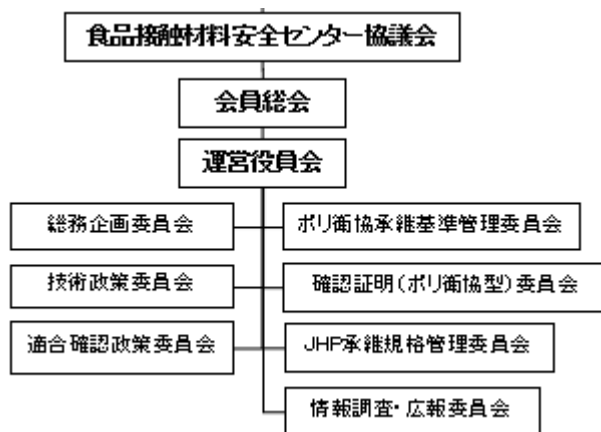 食品接触材料安全センター協議会
会員総会
運営役員会
総務企画委員会
ポリ衛協承継基準管理委員会
技術政策委員会
確認証明(ポリ衛協型)委員会
適合確認政策委員会
JHP承継規格管理委員会
情報調査・広報委員会